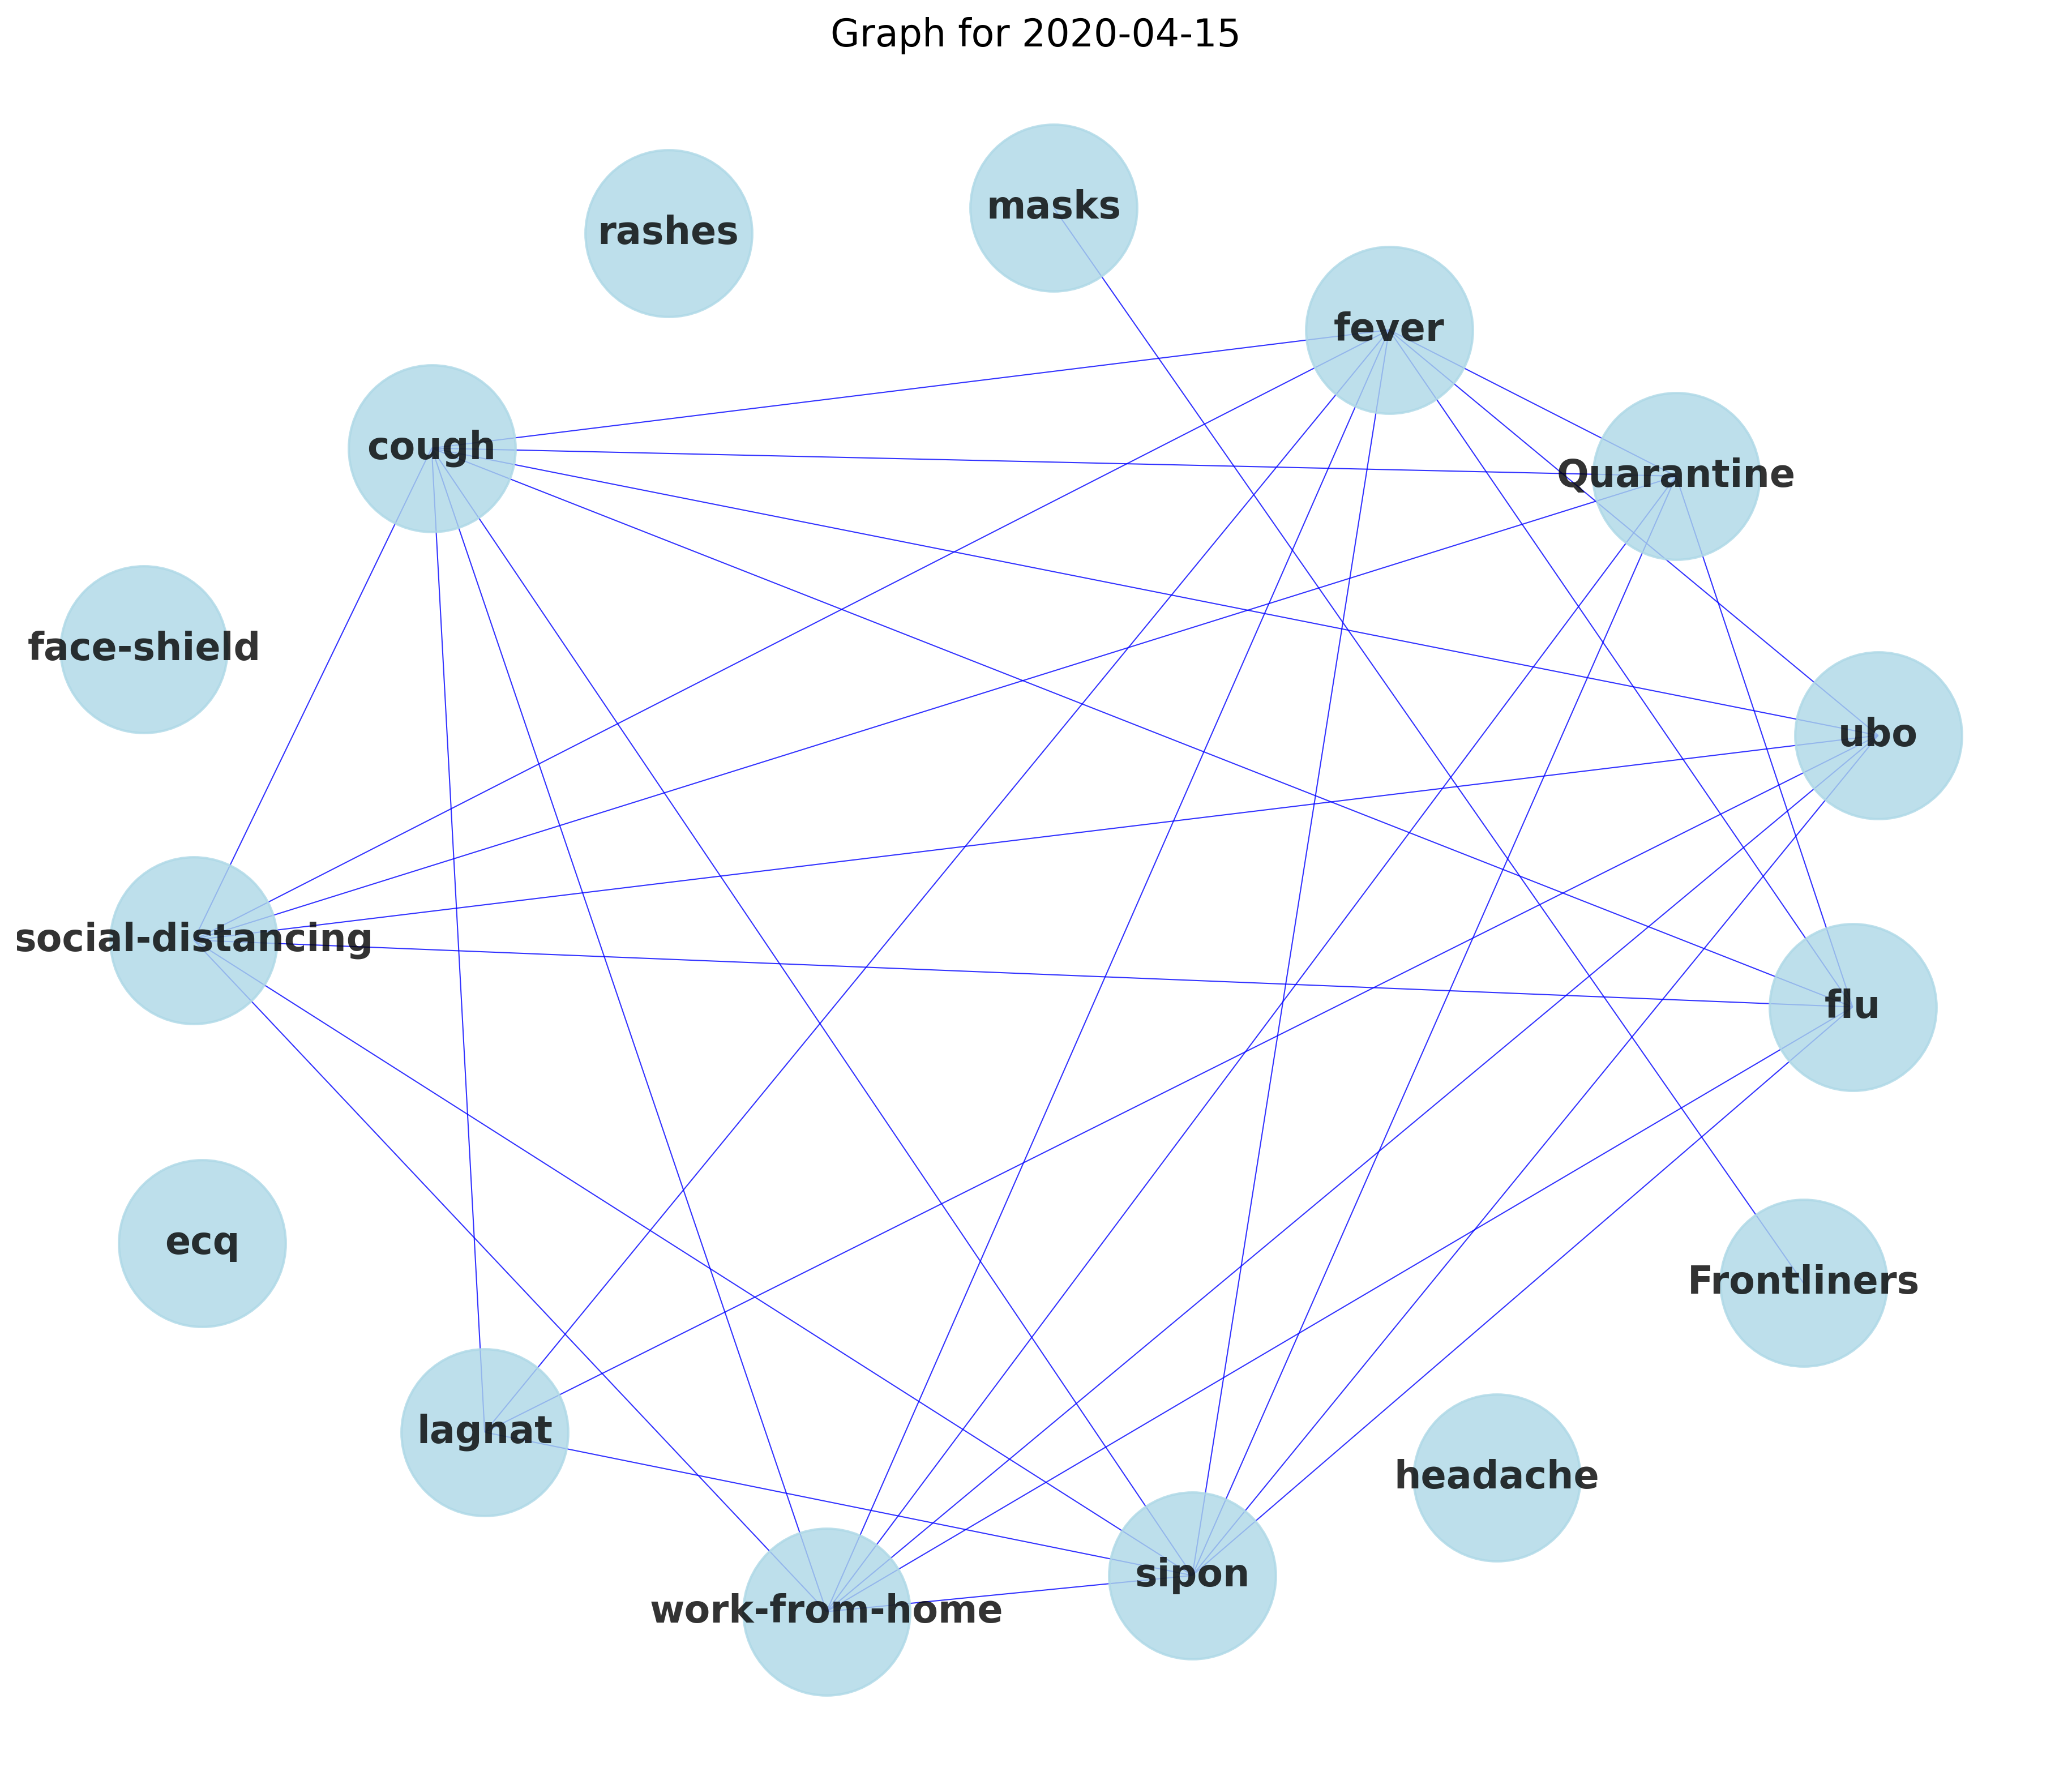 Graph for 2020-04-15
masks
rashes
fever
cough
Quarantine
face-shield
ubo
social-distancing
flu
ecq
Frontliners
lagnat
headache
sipon
work-from-home